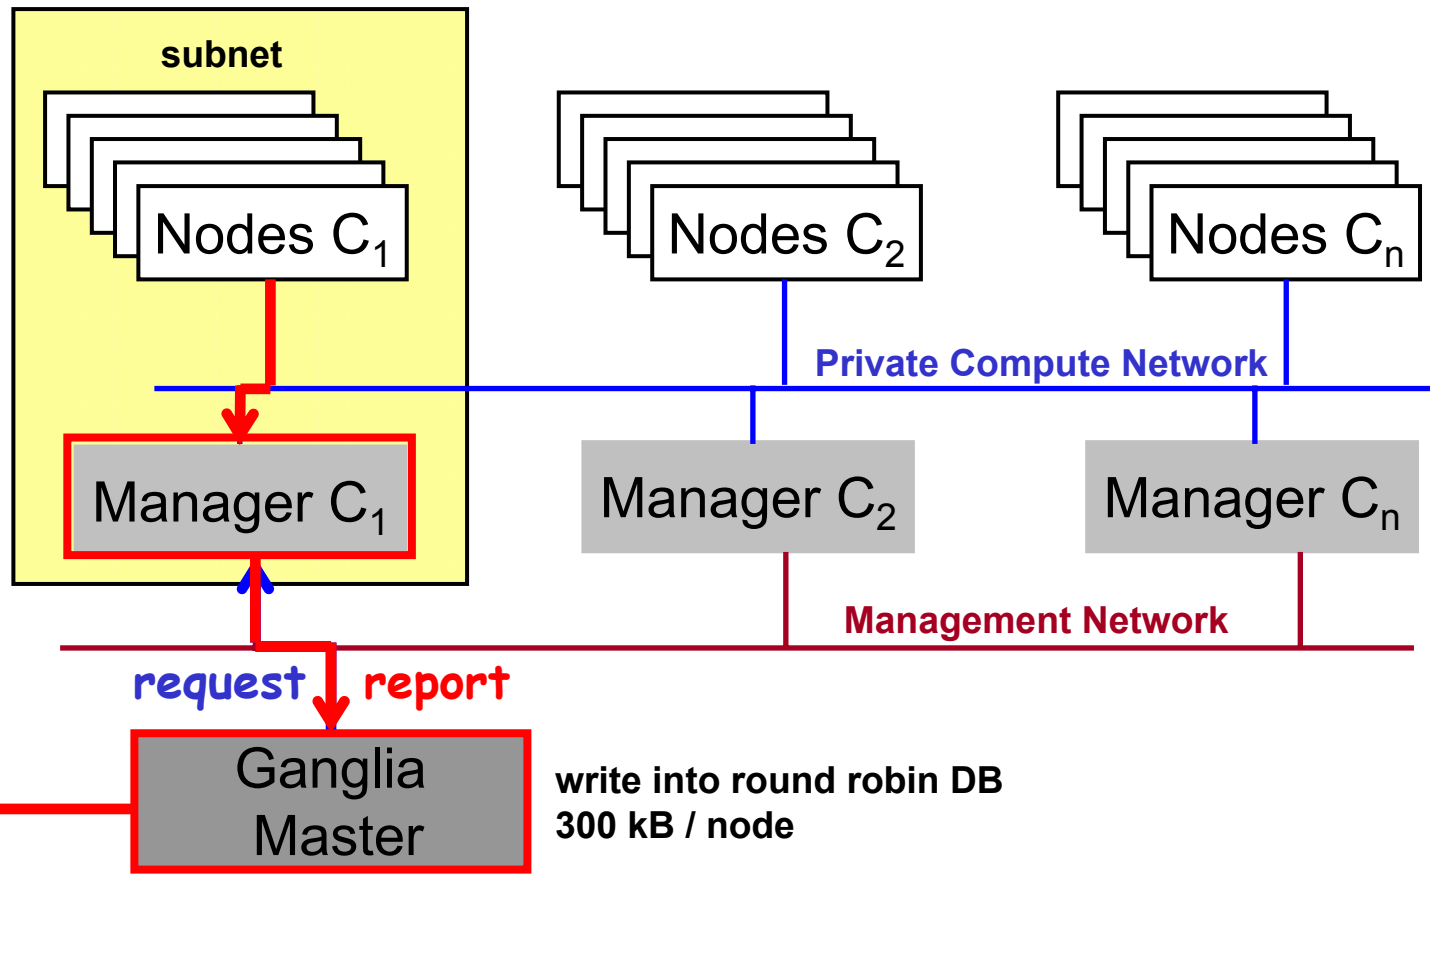 subnet
Nodes C₁
Nodes C₂
Nodes Cₙ
Private Compute Network
Manager C₁
Manager C₂
Manager Cₙ
Management Network
request
report
Ganglia
Master
write into round robin DB
300 kB / node